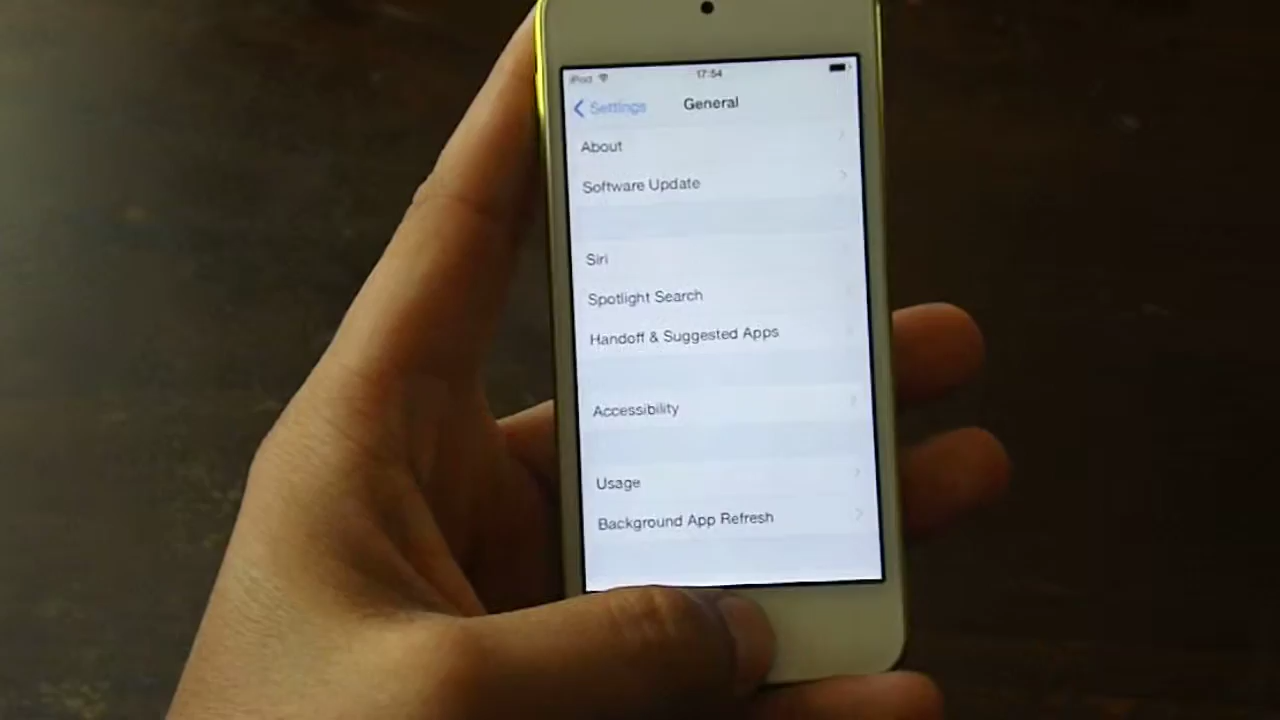 iPod 17:54
Settings General
About
Software Update
Siri
Spotlight Search
Handoff & Suggested Apps
Accessibility
Usage
Background App Refresh